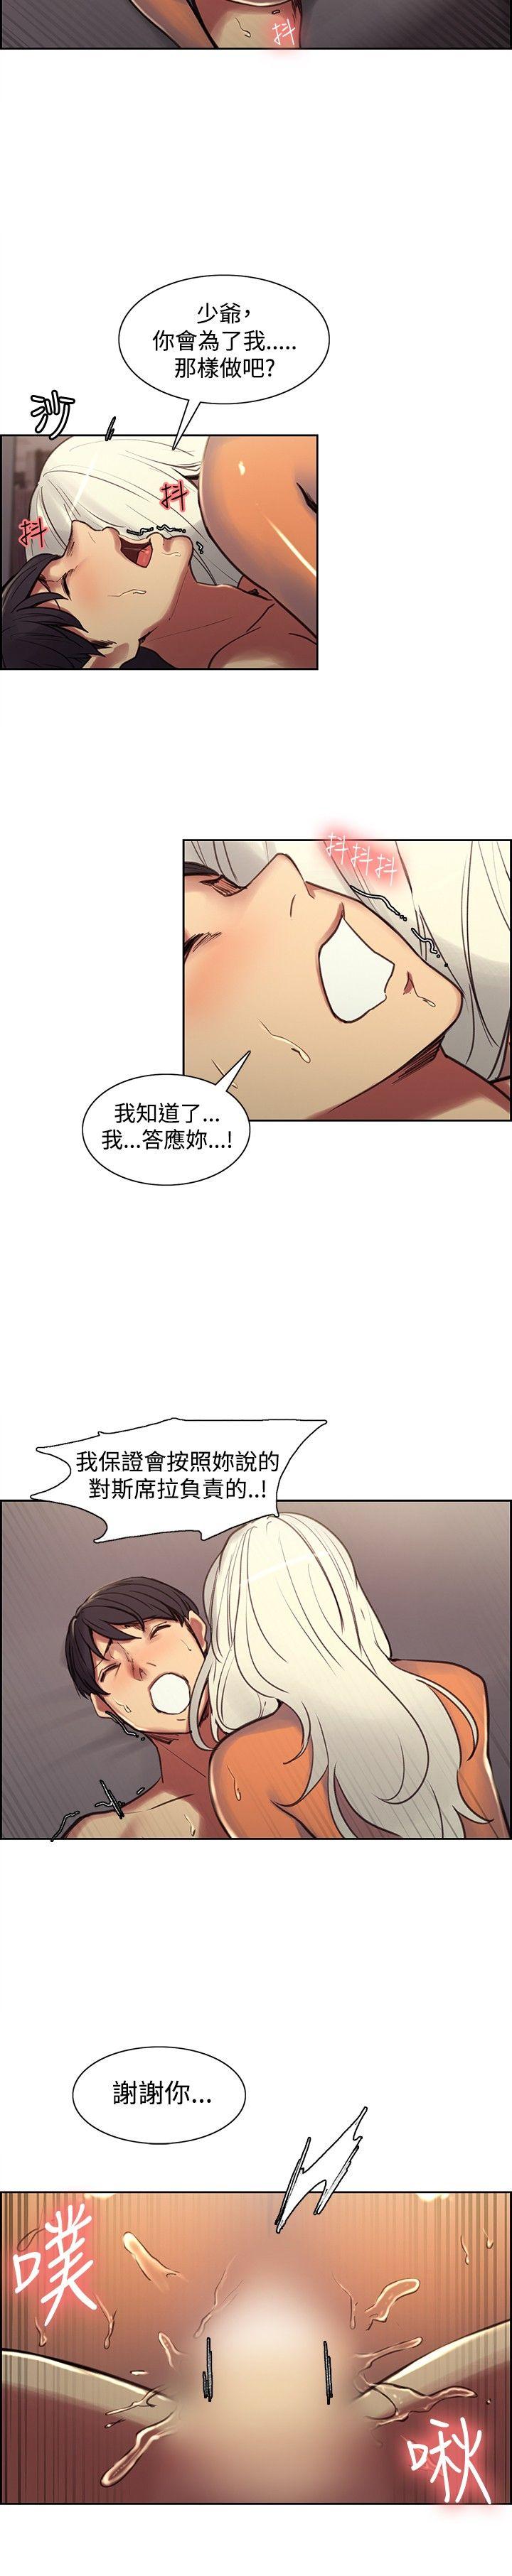 抖
少爺,
你會為了我.....
那樣做吧?
沙
抖
抖
抖抖抖
我知道了...
我...答應妳...!
我保證會按照妳說的
對斯席拉負責的..!
謝謝你...
噗
啾